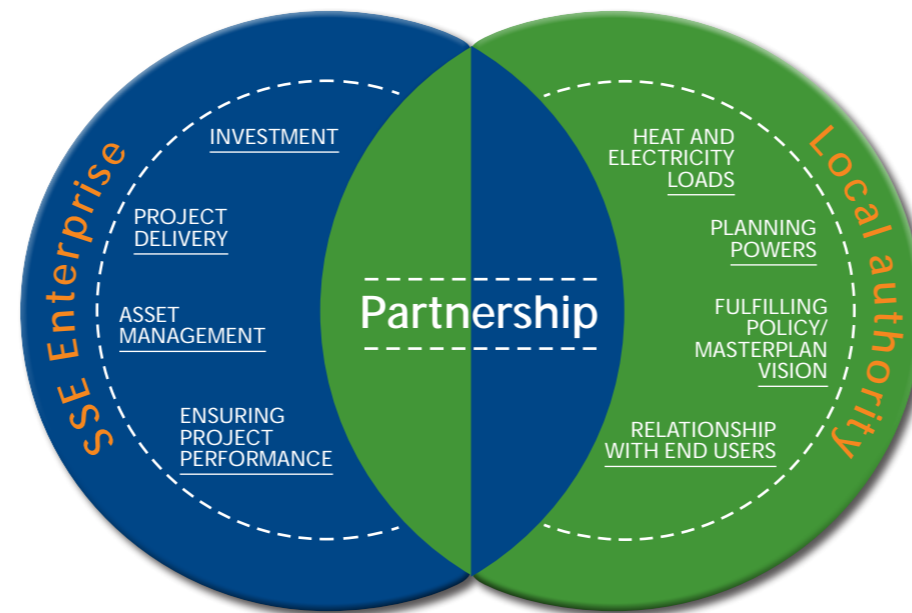 SSE Enterprise
INVESTMENT
PROJECT
DELIVERY
ASSET
MANAGEMENT
ENSURING
PROJECT
PERFORMANCE
Partnership
HEAT AND
ELECTRICITY
LOADS
PLANNING
POWERS
FULFILLING
POLICY/
MASTERPLAN
VISION
RELATIONSHIP
WITH END USERS
Local authority